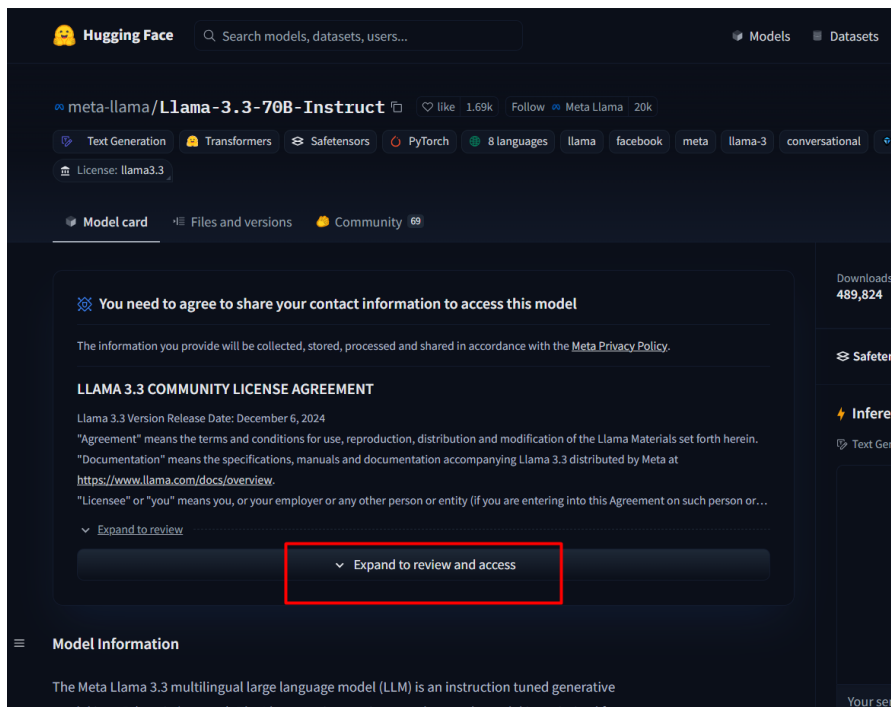 Hugging Face
Search models, datasets, users...
Models
Datasets
meta-llama/Llama-3.3-70B-Instruct
like 1.69k
Follow Meta Llama 20k
Text Generation
Transformers
Safetensors
PyTorch
8 languages
llama
facebook
meta
llama-3
conversational
License: llama3.3
Model card
Files and versions
Community 69
You need to agree to share your contact information to access this model
The information you provide will be collected, stored, processed and shared in accordance with the Meta Privacy Policy.
LLAMA 3.3 COMMUNITY LICENSE AGREEMENT
Llama 3.3 Version Release Date: December 6, 2024
"Agreement" means the terms and conditions for use, reproduction, distribution and modification of the Llama Materials set forth herein.
"Documentation" means the specifications, manuals and documentation accompanying Llama 3.3 distributed by Meta at
https://www.llama.com/docs/overview.
"Licensee" or "you" means you, or your employer or any other person or entity (if you are entering into this Agreement on such person or…
Expand to review
Expand to review and access
Downloads
489,824
Model Information
The Meta Llama 3.3 multilingual large language model (LLM) is an instruction tuned generative
Your